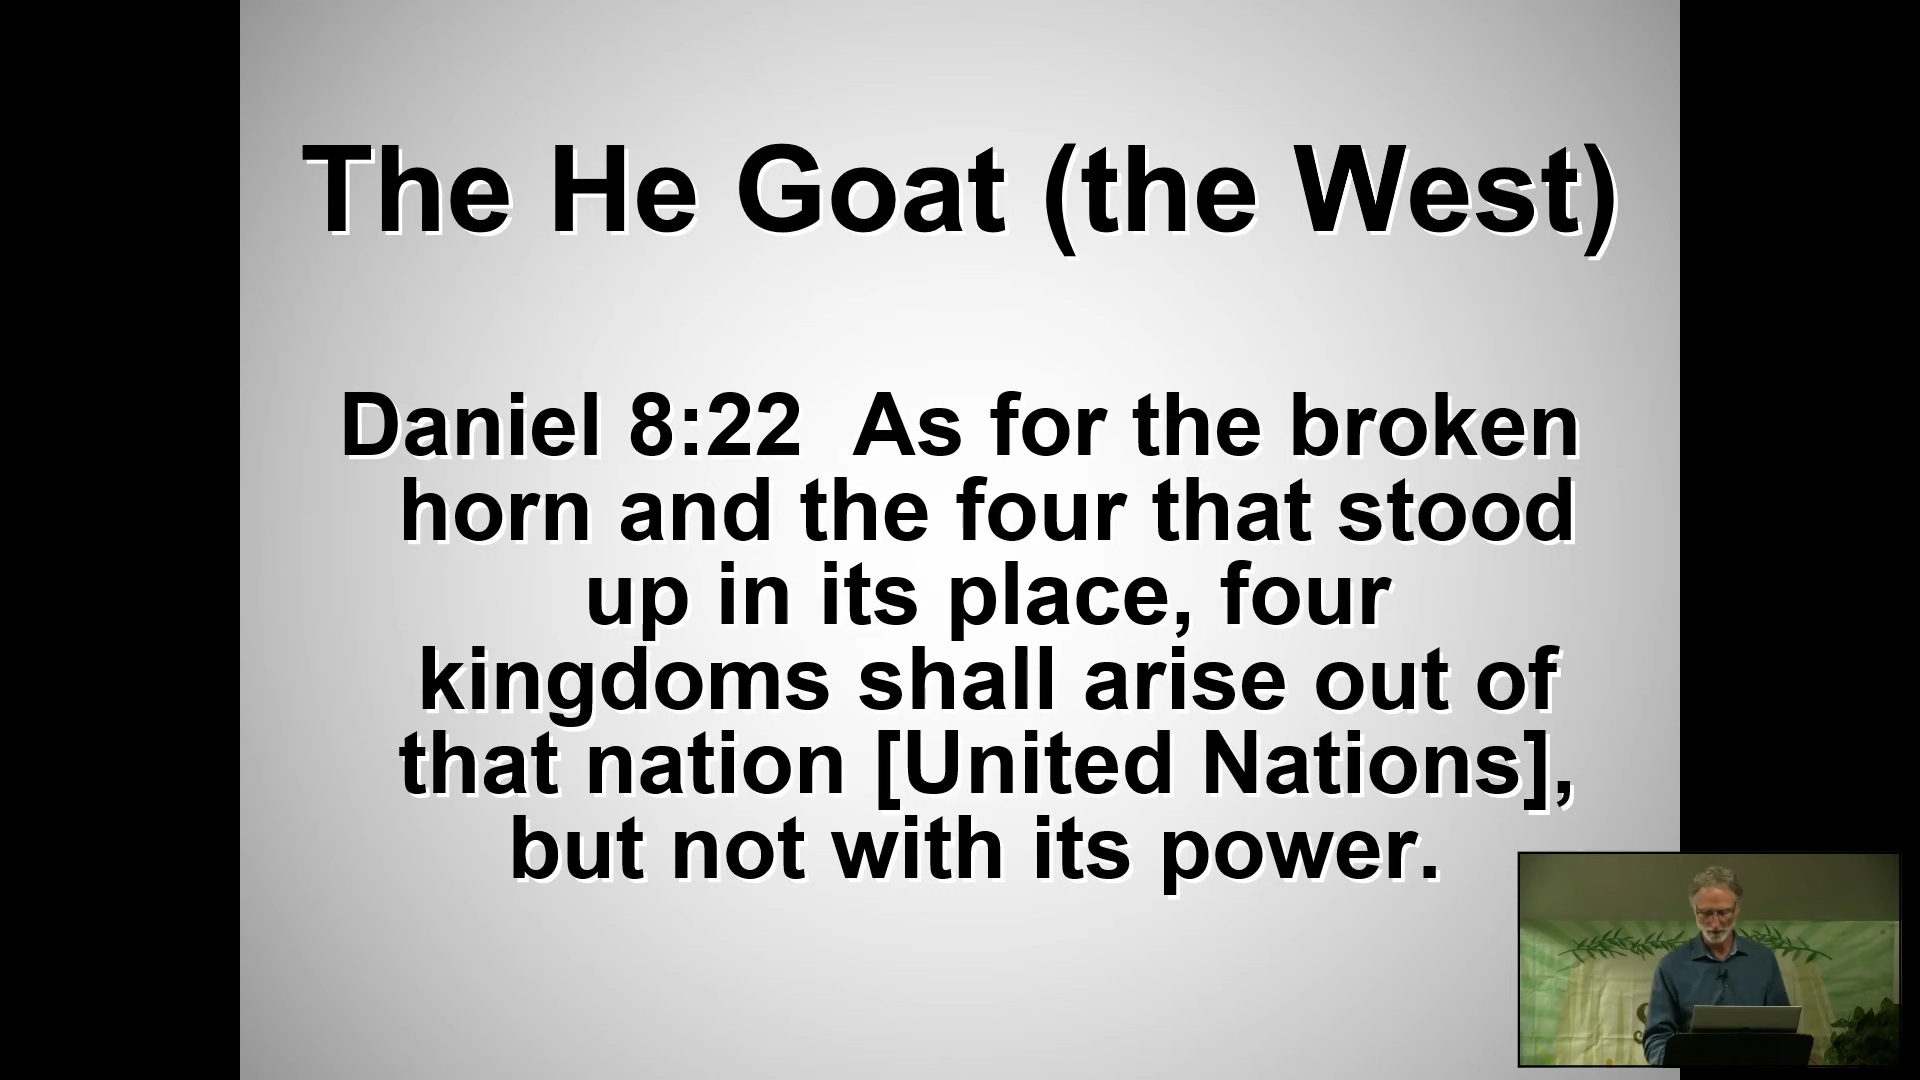 The He Goat (the West)
Daniel 8:22  As for the broken
horn and the four that stood
up in its place, four
kingdoms shall arise out of
that nation [United Nations],
but not with its power.